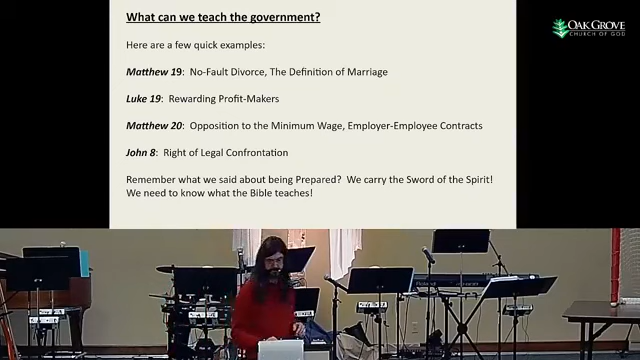 What can we teach the government?
OAK GROVE
CHURCH OF GOD
Here are a few quick examples:
Matthew 19: No-Fault Divorce, The Definition of Marriage
Luke 19: Rewarding Profit-Makers
Matthew 20: Opposition to the Minimum Wage, Employer-Employee Contracts
John 8: Right of Legal Confrontation
Remember what we said about being Prepared? We carry the Sword of the Spirit!
We need to know what the Bible teaches!
Roland